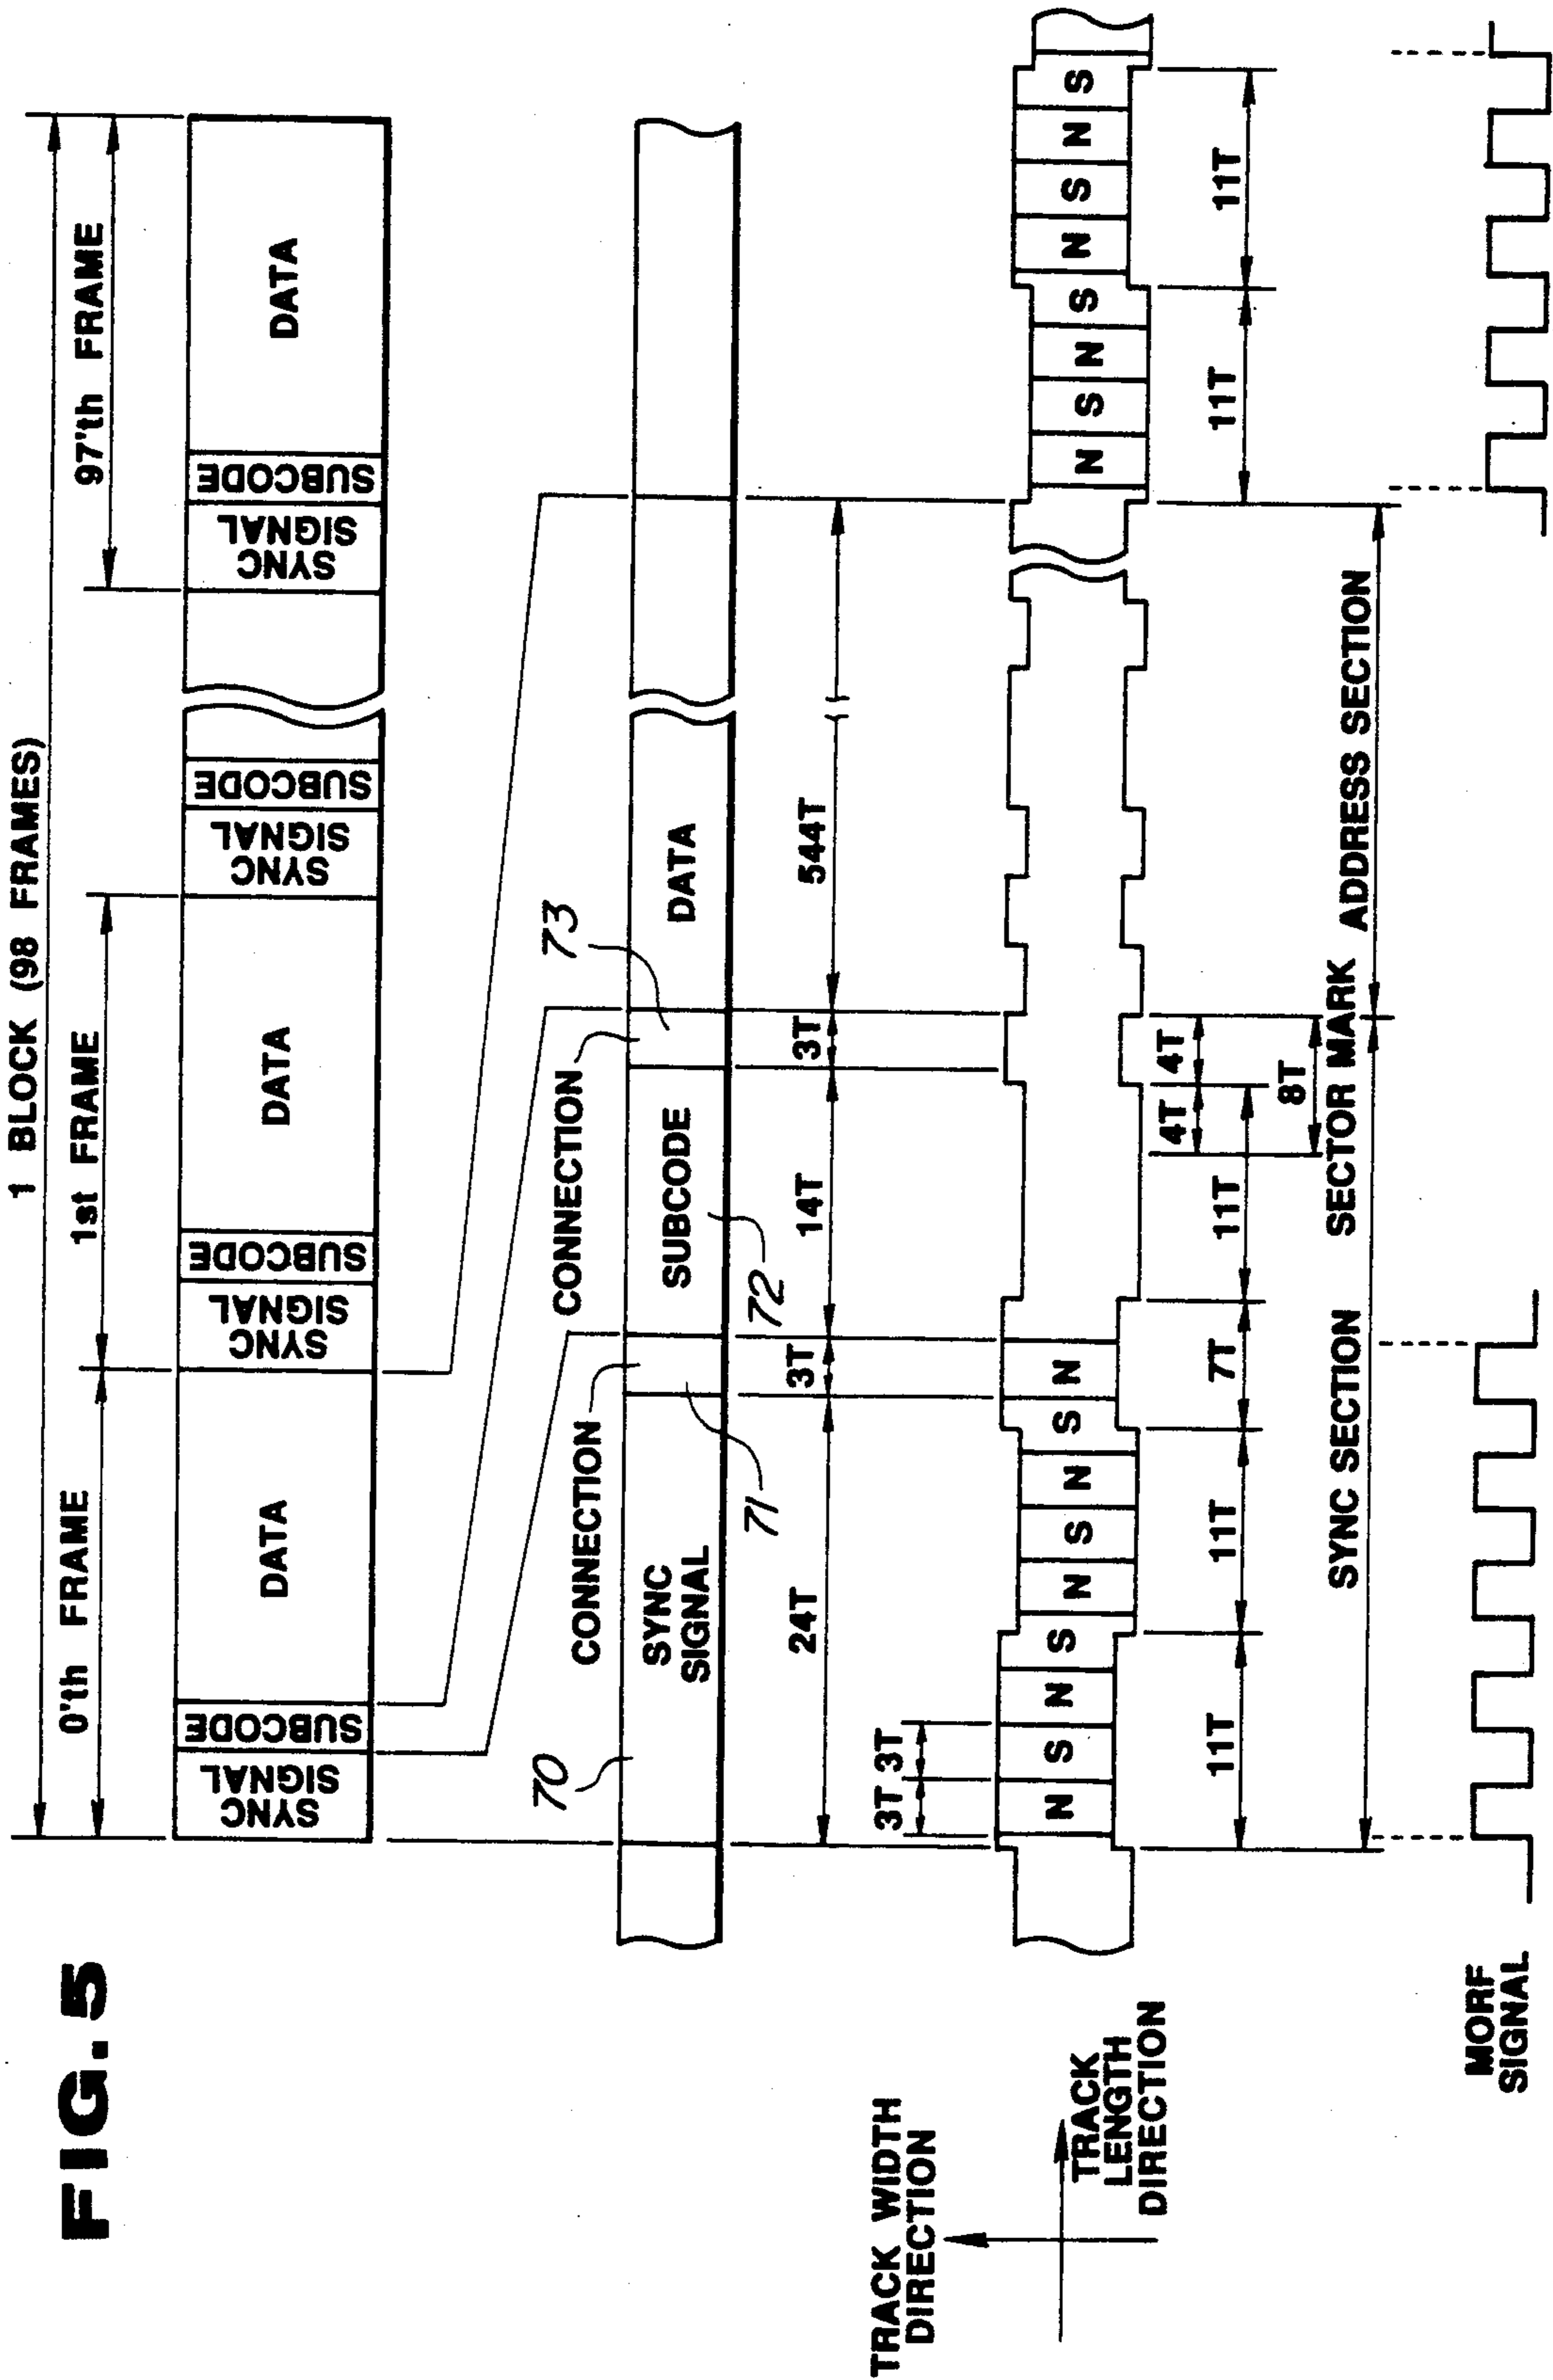 FIG. 5
1 BLOCK (98 FRAMES)
0'th FRAME
1st FRAME
97'th FRAME
SYNC
SIGNAL
SUBCODE
DATA
SYNC
SIGNAL
SUBCODE
DATA
SYNC
SIGNAL
SUBCODE
SYNC
SIGNAL
SUBCODE
DATA
70
CONNECTION
CONNECTION
73
SYNC
SIGNAL
SUBCODE
DATA
71
72
24T
3T
14T
3T
544T
TRACK WIDTH
DIRECTION
TRACK
LENGTH
DIRECTION
3T
3T
N
S
N
S
N
S
N
S
N
N
S
N
S
N
S
N
S
11T
11T
7T
11T
4T
4T
8T
11T
11T
SYNC SECTION
SECTOR MARK
ADDRESS SECTION
MORF
SIGNAL